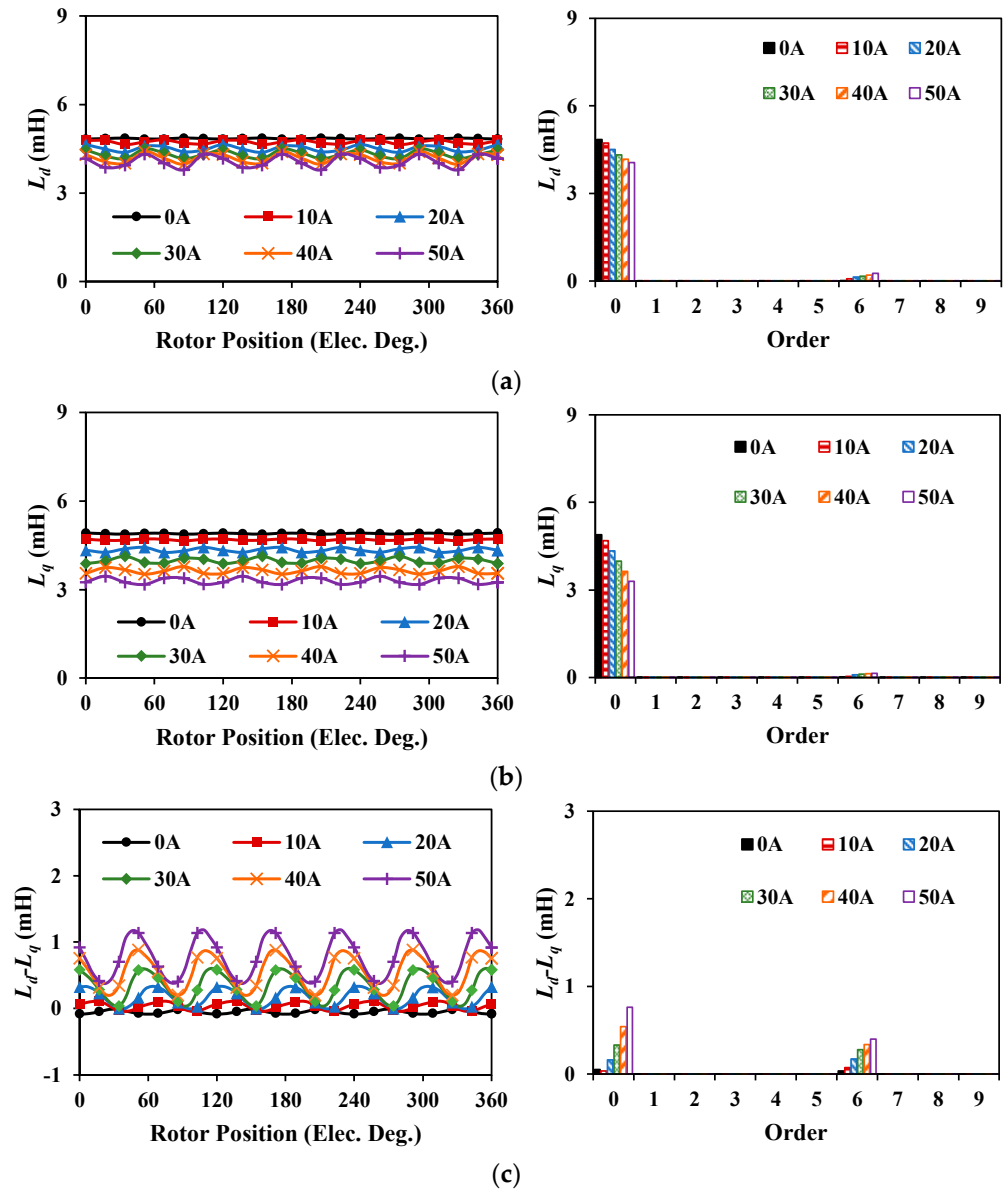 9
6
3
0
L_d (mH)
0A 10A 20A
30A 40A 50A
0 60 120 180 240 300 360
Rotor Position (Elec. Deg.)
9
6
3
0
L_d (mH)
0A 10A 20A
30A 40A 50A
0 1 2 3 4 5 6 7 8 9
Order
(a)
9
6
3
0
L_q (mH)
0A 10A 20A
30A 40A 50A
0 60 120 180 240 300 360
Rotor Position (Elec. Deg.)
9
6
3
0
L_q (mH)
0A 10A 20A
30A 40A 50A
0 1 2 3 4 5 6 7 8 9
Order
(b)
3
2
1
0
-1
L_d-L_q (mH)
0A 10A 20A
30A 40A 50A
0 60 120 180 240 300 360
Rotor Position (Elec. Deg.)
3
2
1
0
L_d-L_q (mH)
0A 10A 20A
30A 40A 50A
0 1 2 3 4 5 6 7 8 9
Order
(c)